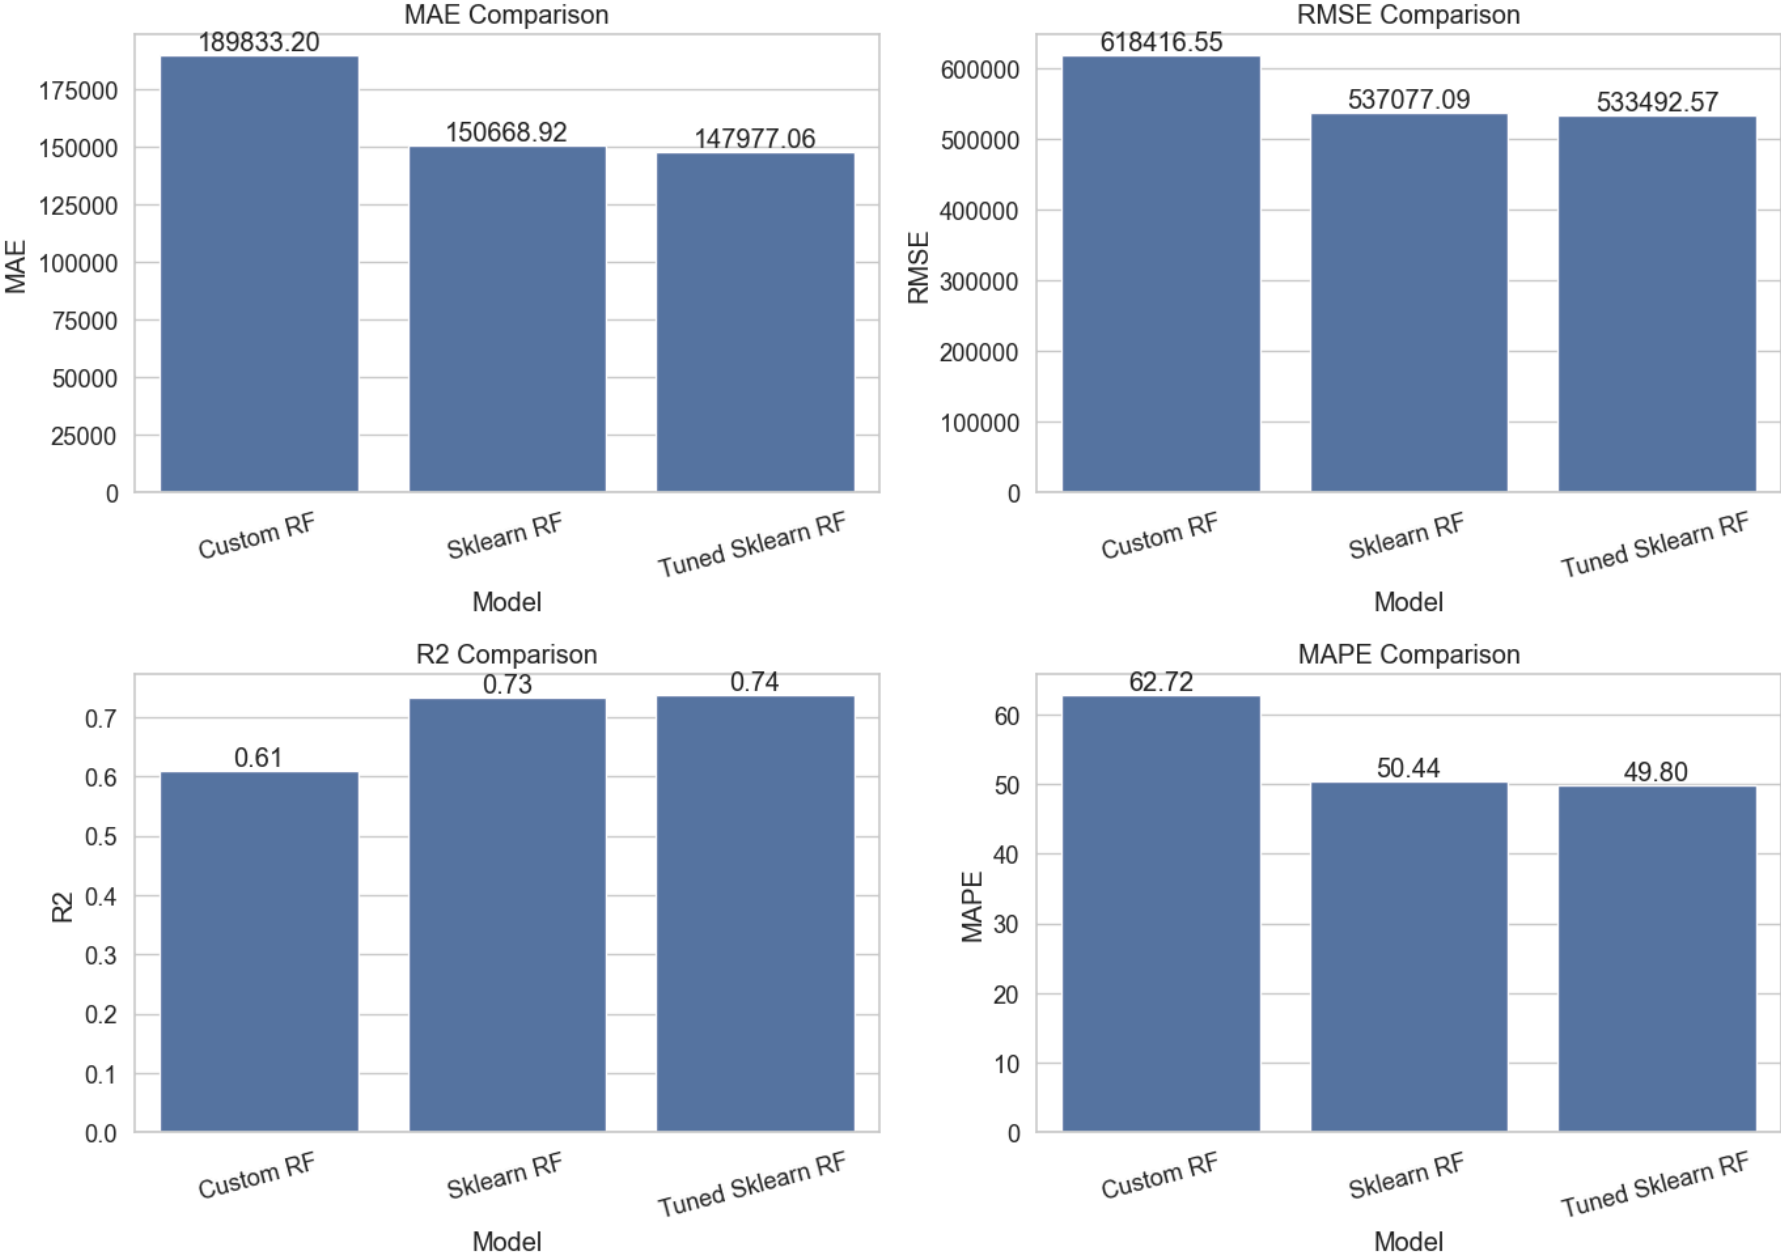 MAE Comparison
189833.20
150668.92
147977.06
175000
150000
125000
100000
75000
50000
25000
0
MAE
Custom RF
Sklearn RF
Tuned Sklearn RF
Model
RMSE Comparison
618416.55
537077.09
533492.57
600000
500000
400000
300000
200000
100000
0
RMSE
Custom RF
Sklearn RF
Tuned Sklearn RF
Model
R2 Comparison
0.61
0.73
0.74
0.7
0.6
0.5
0.4
0.3
0.2
0.1
0.0
R2
Custom RF
Sklearn RF
Tuned Sklearn RF
Model
MAPE Comparison
62.72
50.44
49.80
60
50
40
30
20
10
0
MAPE
Custom RF
Sklearn RF
Tuned Sklearn RF
Model